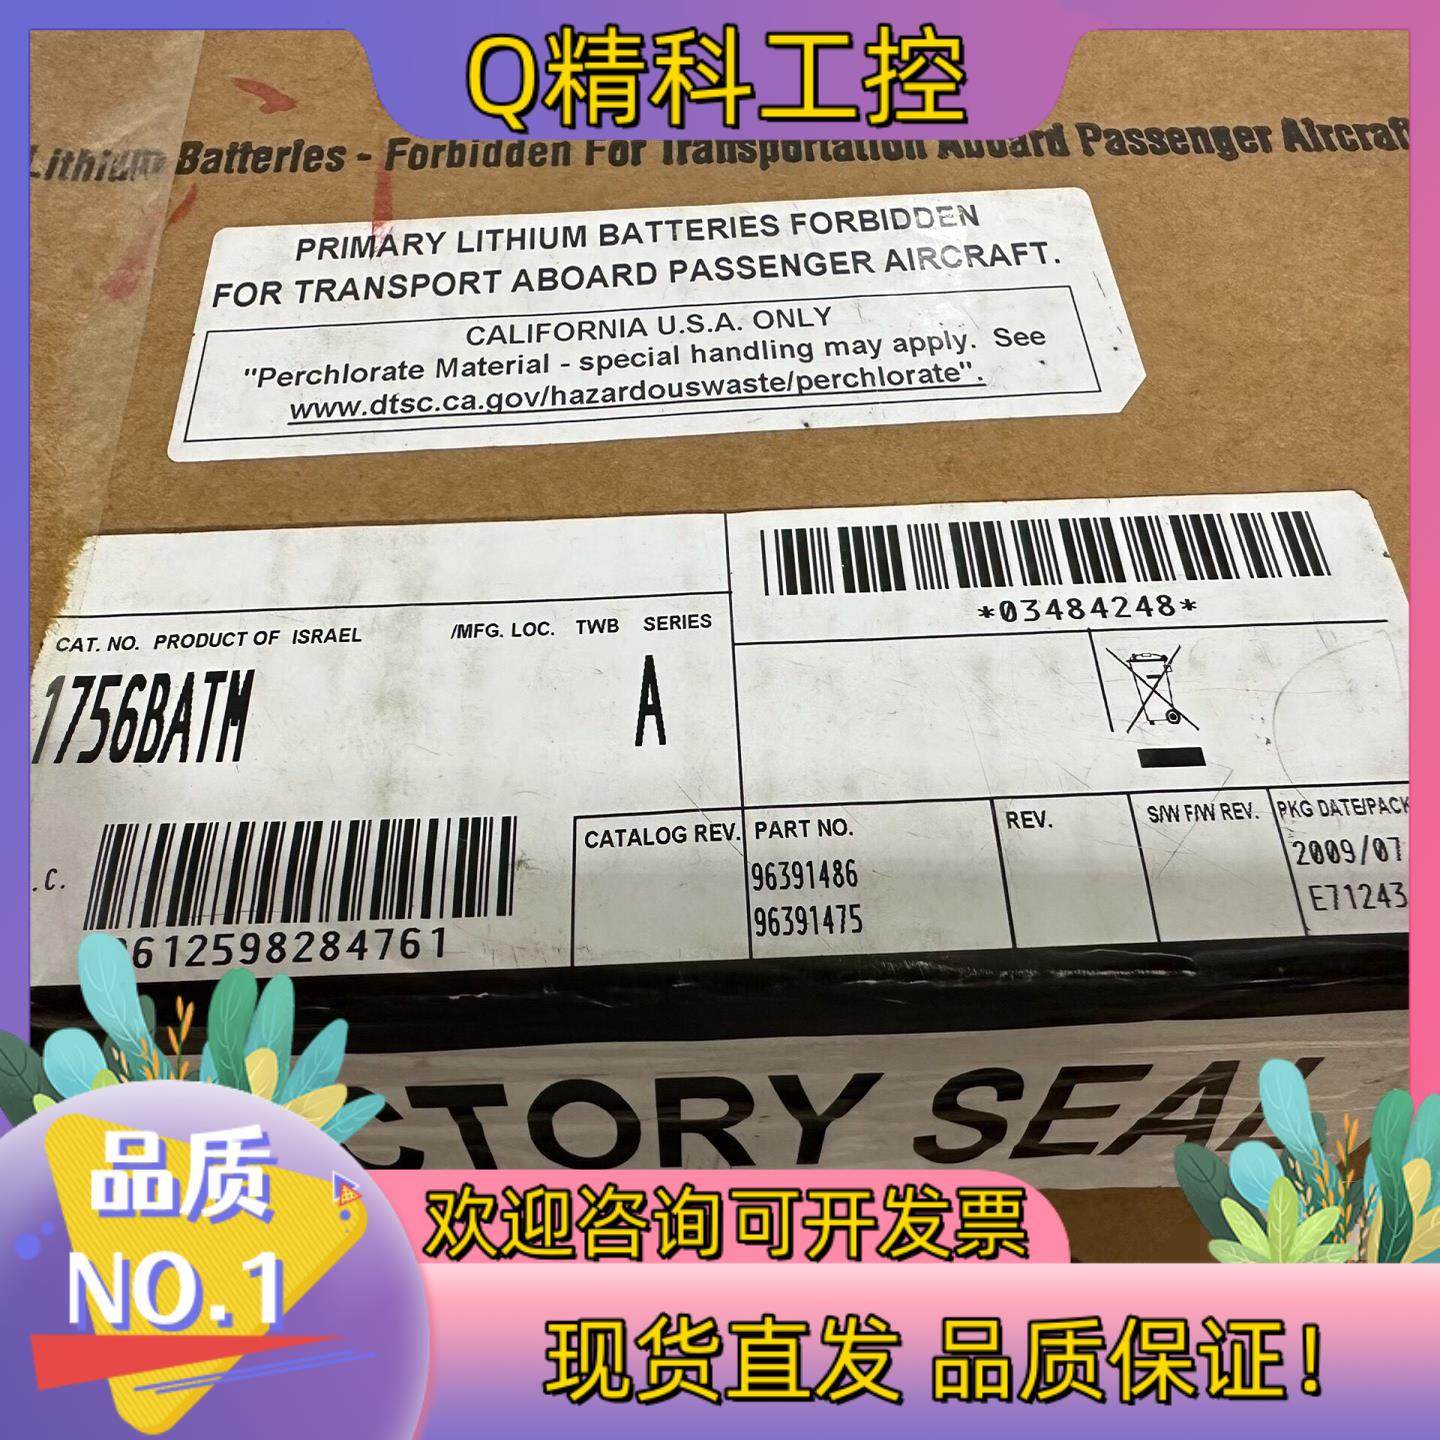 Q精科工控
Lithium Batteries - Forbidden For Transportation Aboard Passenger Aircraft
PRIMARY LITHIUM BATTERIES FORBIDDEN
FOR TRANSPORT ABOARD PASSENGER AIRCRAFT.
CALIFORNIA U.S.A. ONLY
"Perchlorate Material - special handling may apply. See
www.dtsc.ca.gov/hazardouswaste/perchlorate".
*03484248*
CAT. NO. PRODUCT OF ISRAEL /MFG. LOC. TWB SERIES
1756BATM A
CATALOG REV. PART NO. REV. S/W F/W REV. PKG DATE/PACK
96391486 2009/07
.C. 96391475 E71243
612598284761
CTORY SEAL
品质
NO.1
欢迎咨询可开发票
现货直发 品质保证!